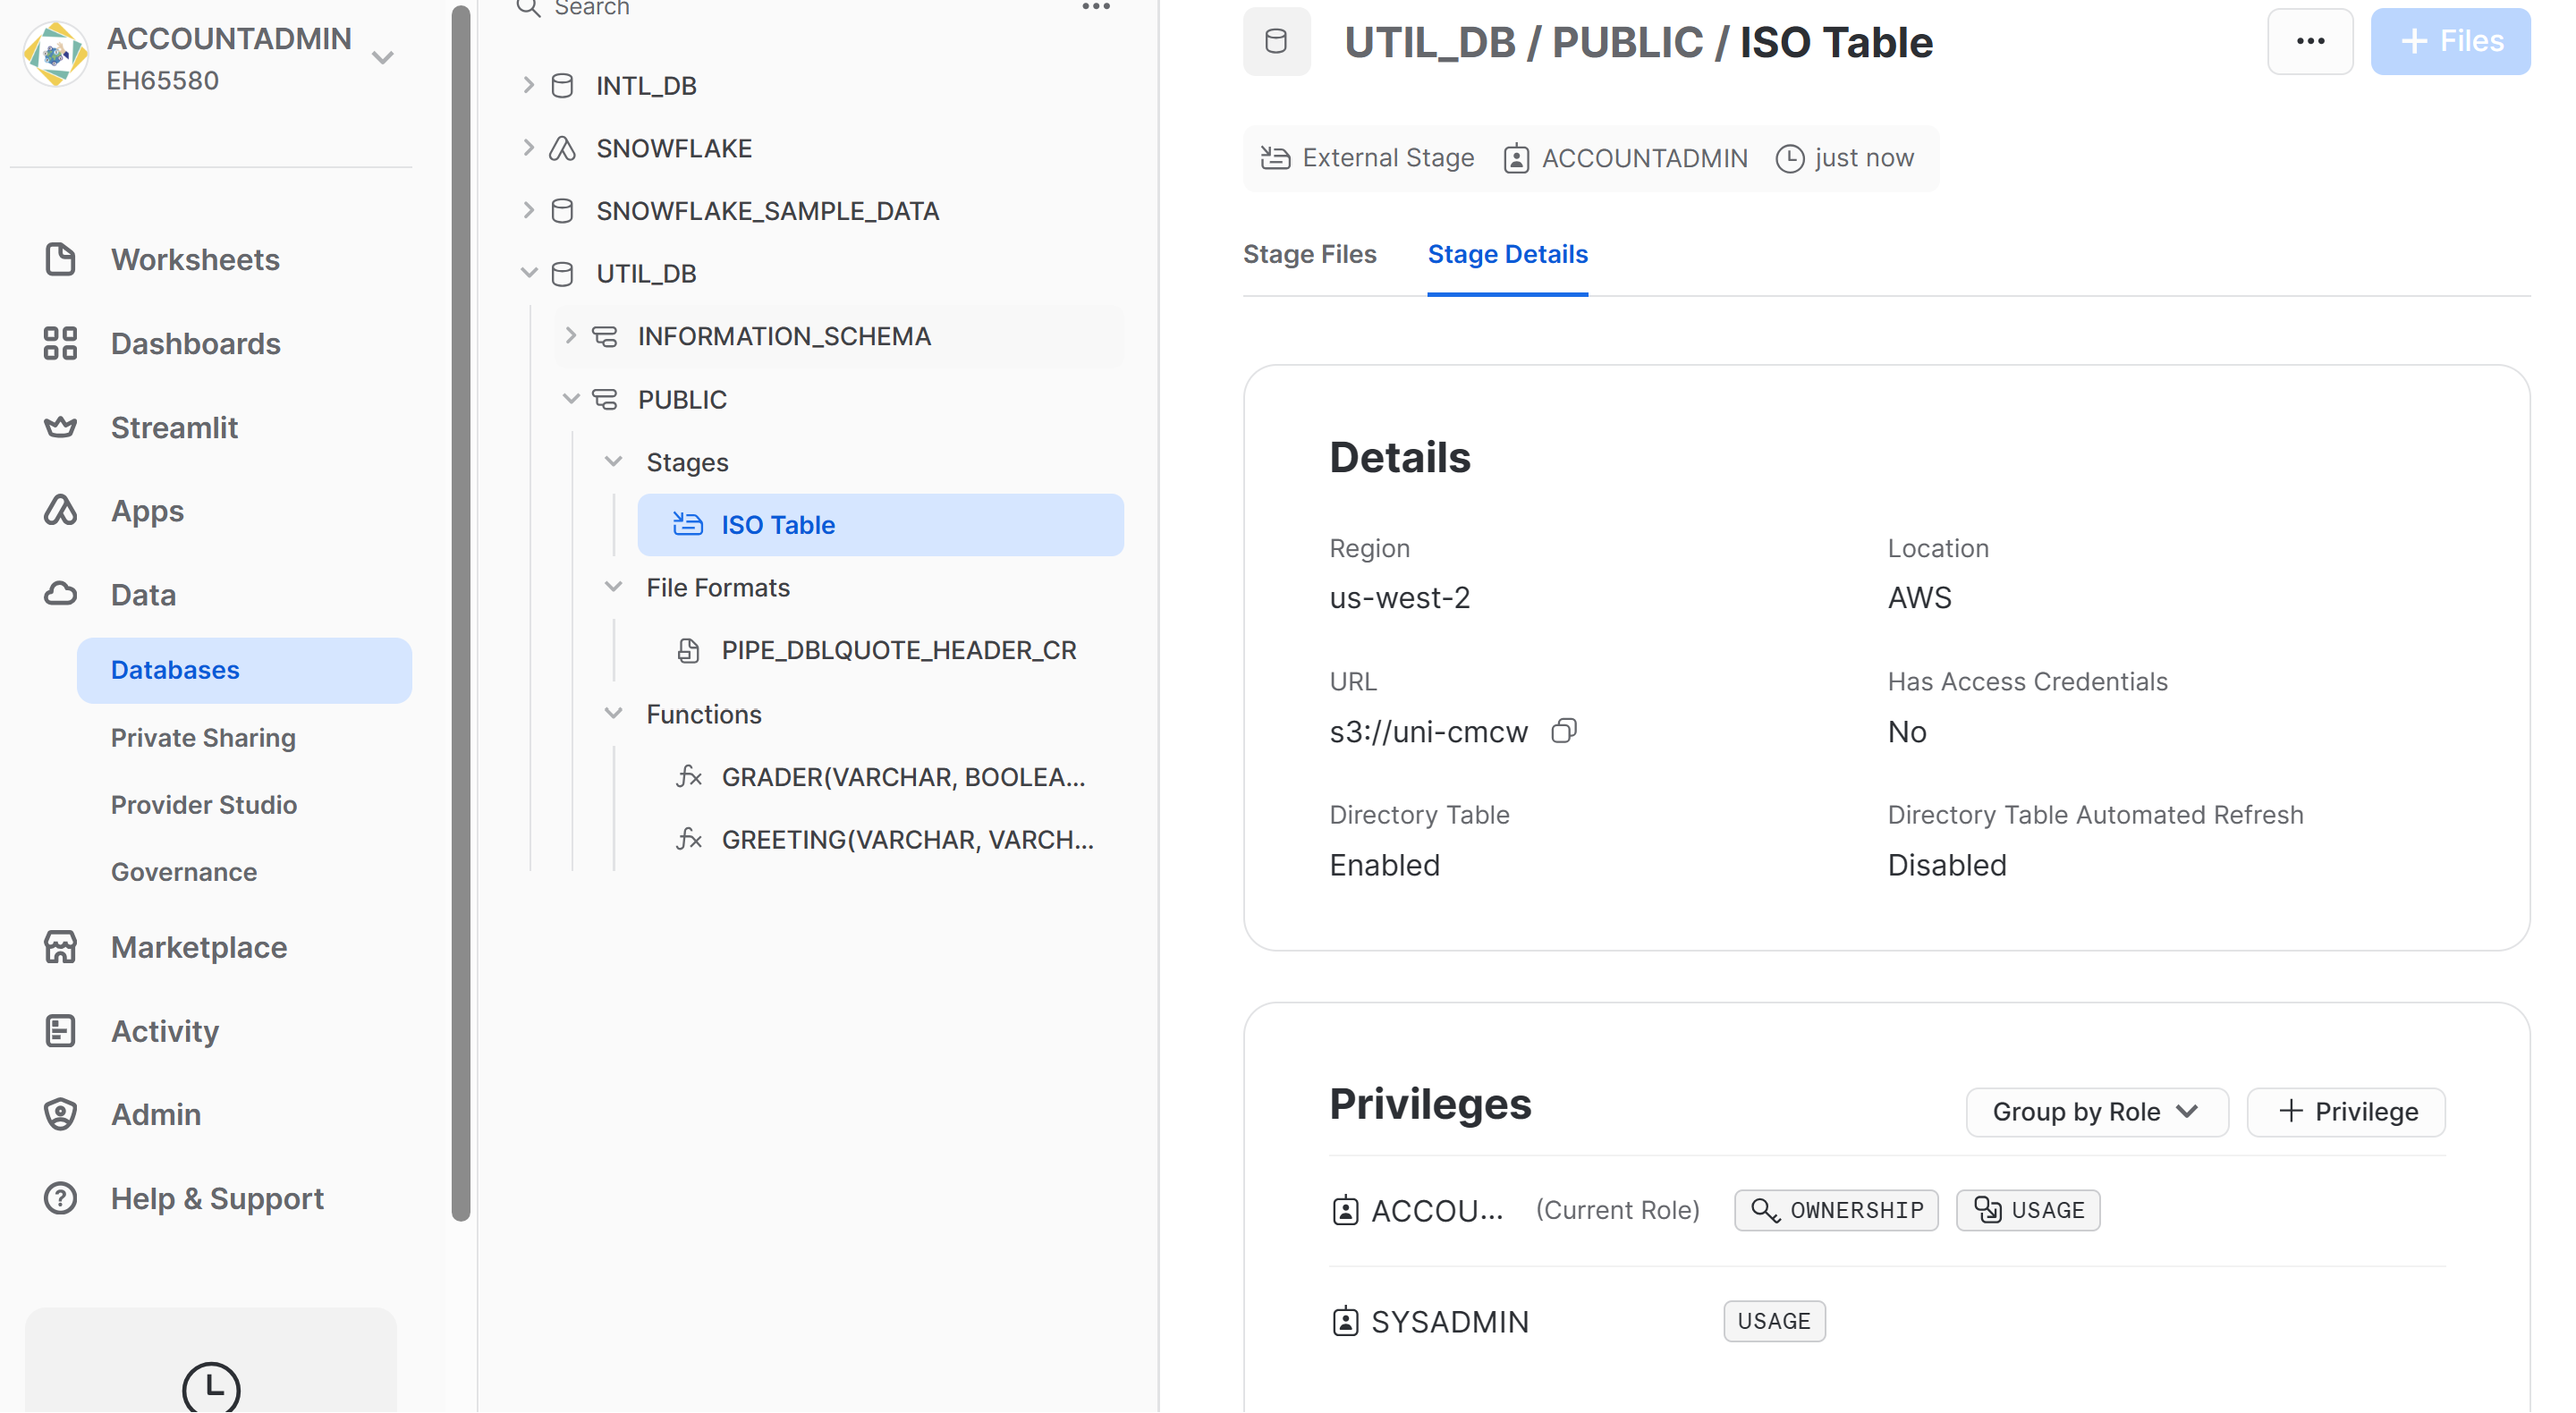 ACCOUNTADMIN
EH65580
Worksheets
Dashboards
Streamlit
Apps
Data
Databases
Private Sharing
Provider Studio
Governance
Marketplace
Activity
Admin
Help & Support
Search
INTL_DB
SNOWFLAKE
SNOWFLAKE_SAMPLE_DATA
UTIL_DB
INFORMATION_SCHEMA
PUBLIC
Stages
ISO Table
File Formats
PIPE_DBLQUOTE_HEADER_CR
Functions
GRADER(VARCHAR, BOOLEA...
GREETING(VARCHAR, VARCH...
UTIL_DB / PUBLIC / ISO Table
+ Files
External Stage ACCOUNTADMIN just now
Stage Files Stage Details
Details
Region Location
us-west-2 AWS
URL Has Access Credentials
s3://uni-cmcw No
Directory Table Directory Table Automated Refresh
Enabled Disabled
Privileges Group by Role + Privilege
ACCOU... (Current Role) OWNERSHIP USAGE
SYSADMIN USAGE